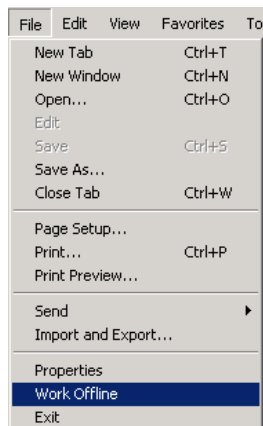 File Edit View Favorites To
New Tab Ctrl+T
New Window Ctrl+N
Open... Ctrl+O
Edit
Save Ctrl+S
Save As...
Close Tab Ctrl+W
Page Setup...
Print... Ctrl+P
Print Preview...
Send
Import and Export...
Properties
Work Offline
Exit